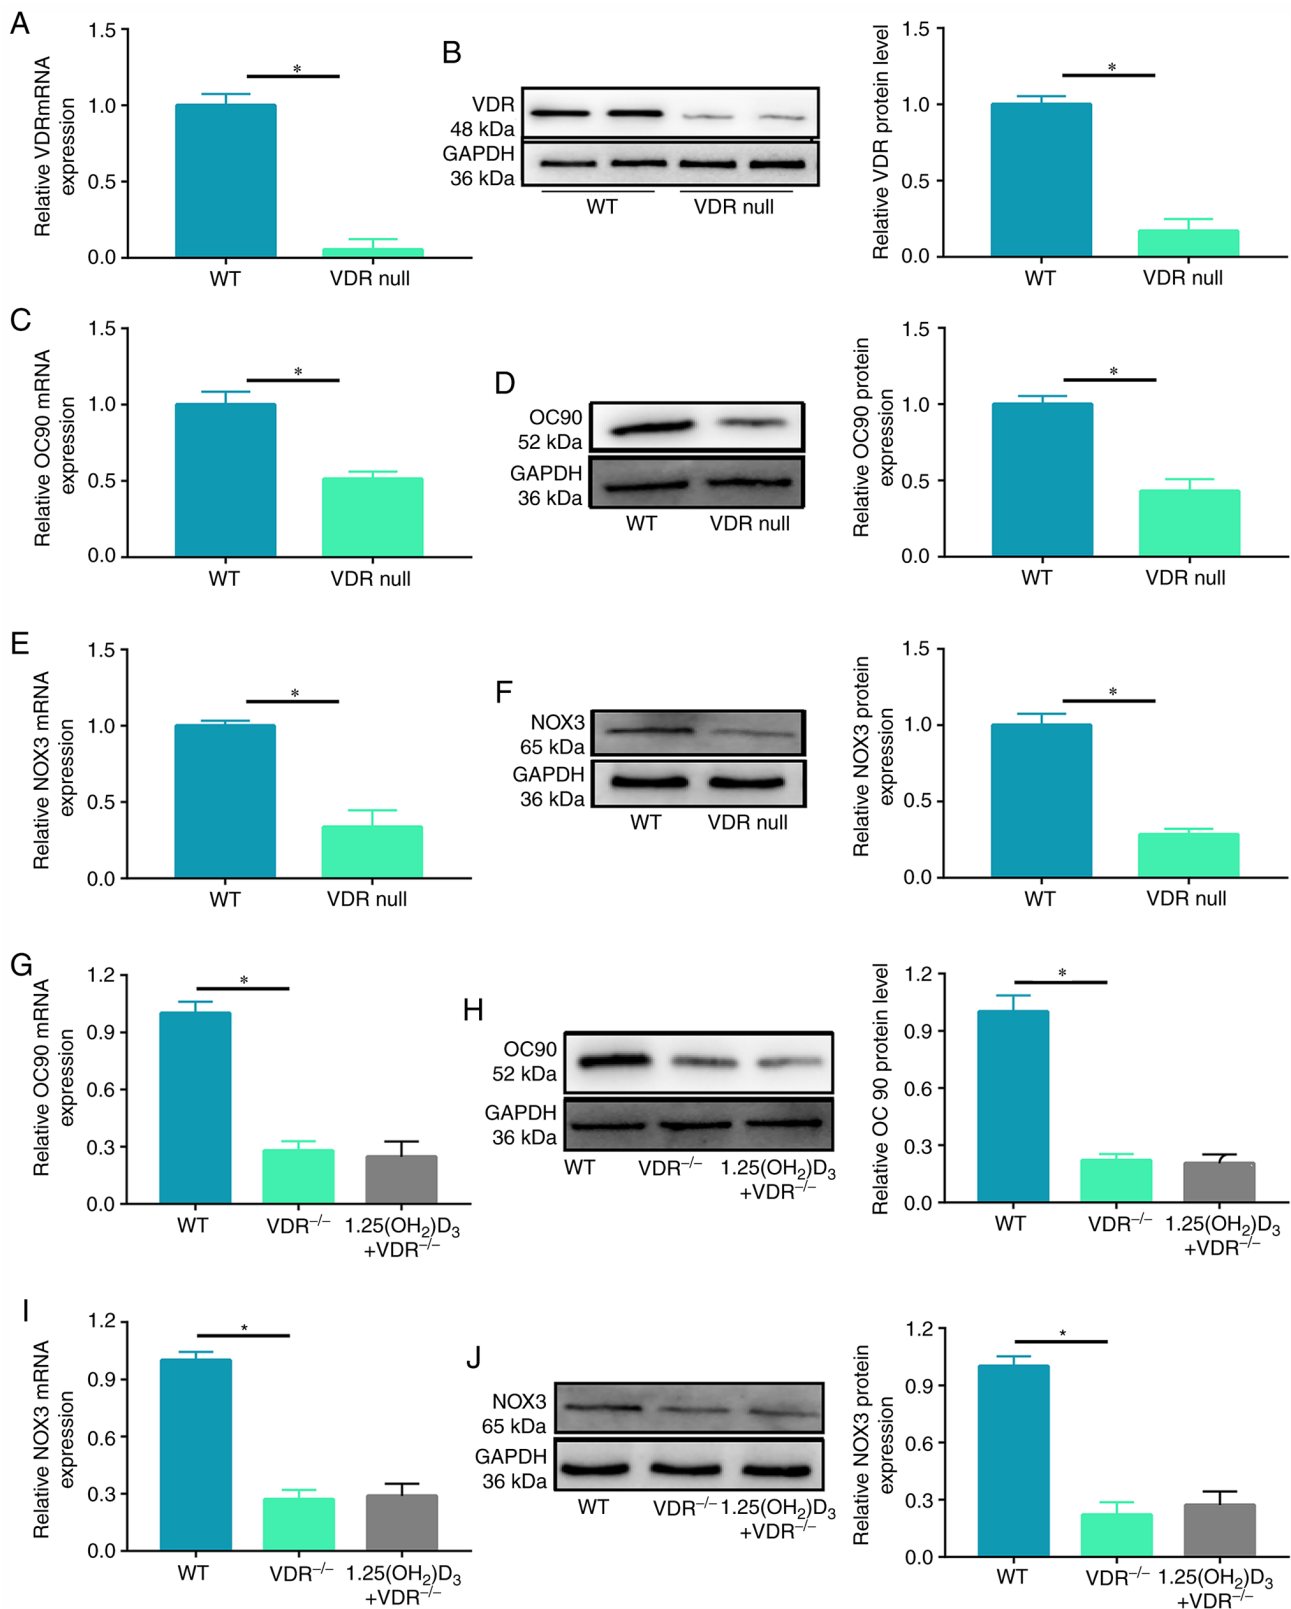 A
Relative VDRmRNA
expression
1.5
1.0
0.5
0.0
*
WT
VDR null
B
VDR
48 kDa
GAPDH
36 kDa
WT
VDR null
Relative VDR protein level
1.5
1.0
0.5
0.0
*
WT
VDR null
C
Relative OC90 mRNA
expression
1.5
1.0
0.5
0.0
*
WT
VDR null
D
OC90
52 kDa
GAPDH
36 kDa
WT
VDR null
Relative OC90 protein
expression
1.5
1.0
0.5
0.0
*
WT
VDR null
E
Relative NOX3 mRNA
expression
1.5
1.0
0.5
0.0
*
WT
VDR null
F
NOX3
65 kDa
GAPDH
36 kDa
WT
VDR null
Relative NOX3 protein
expression
1.5
1.0
0.5
0.0
*
WT
VDR null
G
Relative OC90 mRNA
expression
1.2
0.9
0.6
0.3
0.0
*
WT
VDR⁻/⁻
1.25(OH₂)D₃
+VDR⁻/⁻
H
OC90
52 kDa
GAPDH
36 kDa
WT
VDR⁻/⁻
1.25(OH₂)D₃
+VDR⁻/⁻
Relative OC 90 protein level
1.2
0.9
0.6
0.3
0.0
*
WT
VDR⁻/⁻
1.25(OH₂)D₃
+VDR⁻/⁻
I
Relative NOX3 mRNA
expression
1.2
0.9
0.6
0.3
0.0
*
WT
VDR⁻/⁻
1.25(OH₂)D₃
+VDR⁻/⁻
J
NOX3
65 kDa
GAPDH
36 kDa
WT
VDR⁻/⁻
1.25(OH₂)D₃
+VDR⁻/⁻
Relative NOX3 protein
expression
1.2
0.9
0.6
0.3
0.0
*
WT
VDR⁻/⁻
1.25(OH₂)D₃
+VDR⁻/⁻